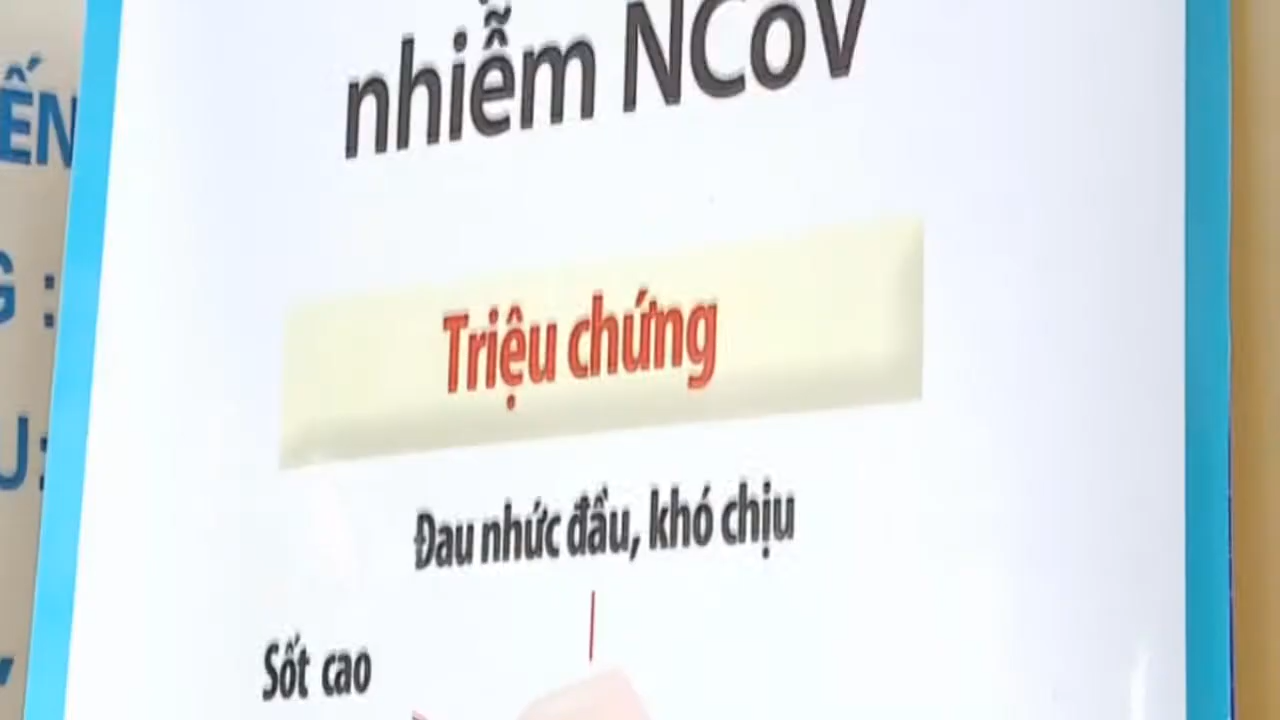 nhiễm NCoV
Triệu chứng
Đau nhức đầu, khó chịu
Sốt cao